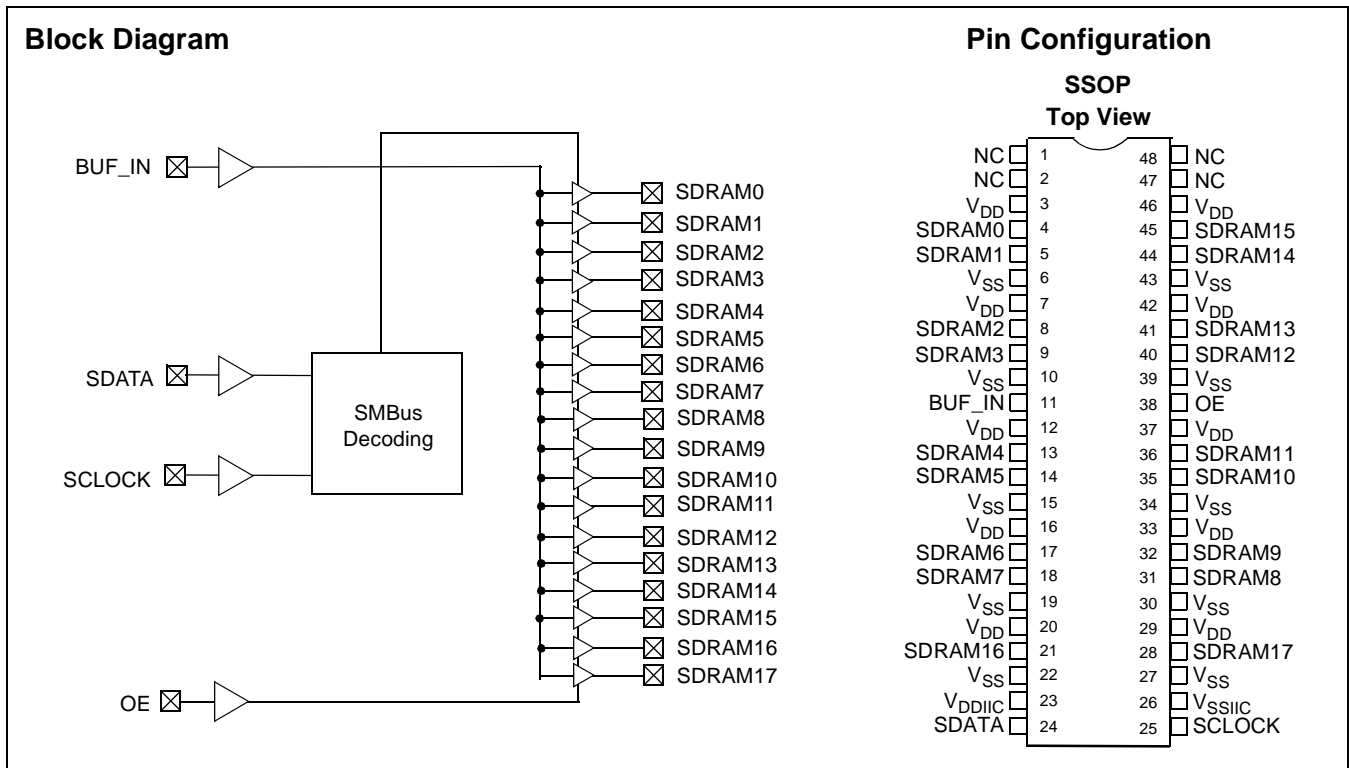 Block Diagram
BUF_IN
SDATA
SCLOCK
OE
SMBus
Decoding
SDRAM0
SDRAM1
SDRAM2
SDRAM3
SDRAM4
SDRAM5
SDRAM6
SDRAM7
SDRAM8
SDRAM9
SDRAM10
SDRAM11
SDRAM12
SDRAM13
SDRAM14
SDRAM15
SDRAM16
SDRAM17
Pin Configuration
SSOP
Top View
NC 1 48 NC
NC 2 47 NC
VDD 3 46 VDD
SDRAM0 4 45 SDRAM15
SDRAM1 5 44 SDRAM14
VSS 6 43 VSS
VDD 7 42 VDD
SDRAM2 8 41 SDRAM13
SDRAM3 9 40 SDRAM12
VSS 10 39 VSS
BUF_IN 11 38 OE
VDD 12 37 VDD
SDRAM4 13 36 SDRAM11
SDRAM5 14 35 SDRAM10
VSS 15 34 VSS
VDD 16 33 VDD
SDRAM6 17 32 SDRAM9
SDRAM7 18 31 SDRAM8
VSS 19 30 VSS
VDD 20 29 VDD
SDRAM16 21 28 SDRAM17
VSS 22 27 VSS
VDDIIC 23 26 VSSIIC
SDATA 24 25 SCLOCK